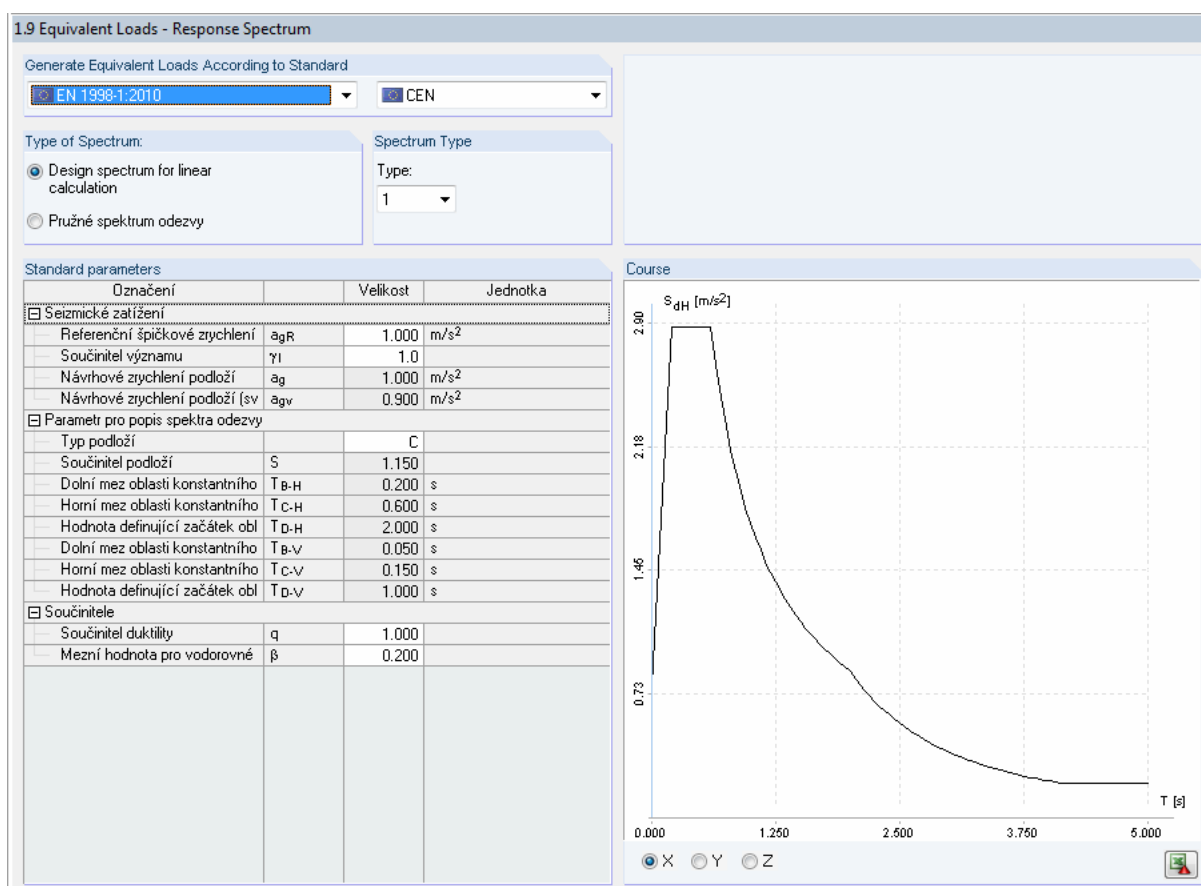 1.9 Equivalent Loads - Response Spectrum
Generate Equivalent Loads According to Standard
EN 1998-1:2010
CEN
Type of Spectrum:
Design spectrum for linear
calculation
Pružné spektrum odezvy
Spectrum Type
Type:
1
Standard parameters
Označení Velikost Jednotka
Seizmické zatížení
Referenční špičkové zrychlení agR 1.000 m/s2
Součinitel významu γI 1.0
Návrhové zrychlení podloží ag 1.000 m/s2
Návrhové zrychlení podloží (sv agv 0.900 m/s2
Parametr pro popis spektra odezvy
Typ podloží C
Součinitel podloží S 1.150
Dolní mez oblasti konstantního TB-H 0.200 s
Horní mez oblasti konstantního TC-H 0.600 s
Hodnota definující začátek obl TD-H 2.000 s
Dolní mez oblasti konstantního TB-V 0.050 s
Horní mez oblasti konstantního TC-V 0.150 s
Hodnota definující začátek obl TD-V 1.000 s
Součinitele
Součinitel duktility q 1.000
Mezní hodnota pro vodorovné β 0.200
Course
SdH [m/s2]
2.90
2.18
1.46
0.73
T [s]
0.000 1.250 2.500 3.750 5.000
X Y Z